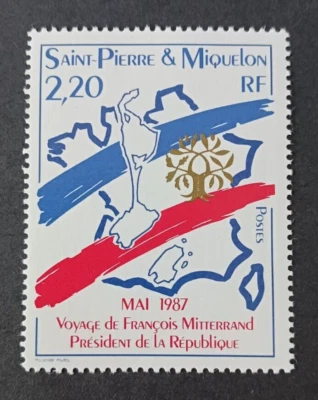 SAINT-PIERRE & MIQUELON
2,20 RF
POSTES
MAI 1987
VOYAGE DE FRANÇOIS MITTERRAND
PRÉSIDENT DE LA RÉPUBLIQUE